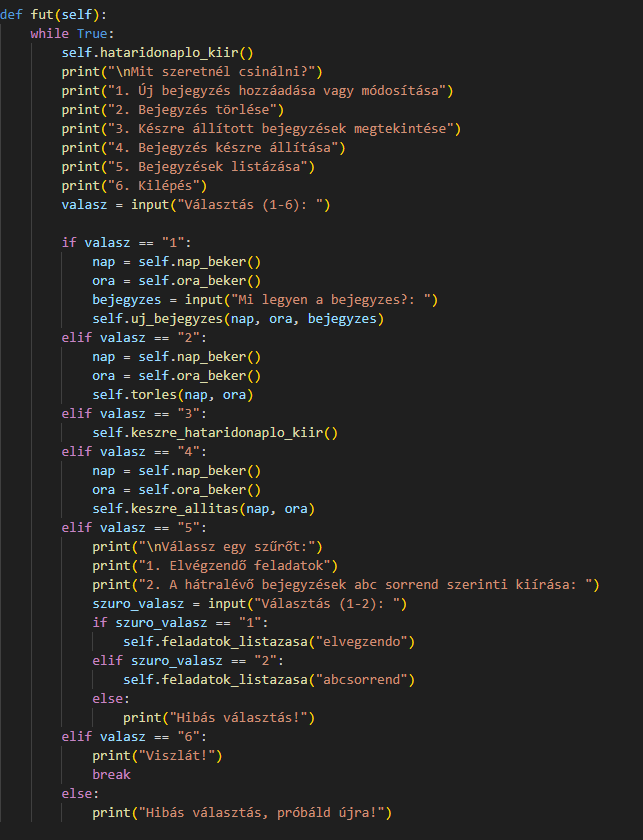 def fut(self):
    while True:
        self.hataridonaplo_kiir()
        print("\nMit szeretnél csinálni?")
        print("1. Új bejegyzés hozzáadása vagy módosítása")
        print("2. Bejegyzés törlése")
        print("3. Készre állított bejegyzések megtekintése")
        print("4. Bejegyzés készre állítása")
        print("5. Bejegyzések listázása")
        print("6. Kilépés")
        valasz = input("Választás (1-6): ")

        if valasz == "1":
            nap = self.nap_beker()
            ora = self.ora_beker()
            bejegyzes = input("Mi legyen a bejegyzes?: ")
            self.uj_bejegyzes(nap, ora, bejegyzes)
        elif valasz == "2":
            nap = self.nap_beker()
            ora = self.ora_beker()
            self.torles(nap, ora)
        elif valasz == "3":
            self.keszre_hataridonaplo_kiir()
        elif valasz == "4":
            nap = self.nap_beker()
            ora = self.ora_beker()
            self.keszre_allitas(nap, ora)
        elif valasz == "5":
            print("\nVálassz egy szűrőt:")
            print("1. Elvégzendő feladatok")
            print("2. A hátralévő bejegyzések abc sorrend szerinti kiírása: ")
            szuro_valasz = input("Választás (1-2): ")
            if szuro_valasz == "1":
                self.feladatok_listazasa("elvegzendo")
            elif szuro_valasz == "2":
                self.feladatok_listazasa("abcsorrend")
            else:
                print("Hibás választás!")
        elif valasz == "6":
            print("Viszlát!")
            break
        else:
            print("Hibás választás, próbáld újra!")